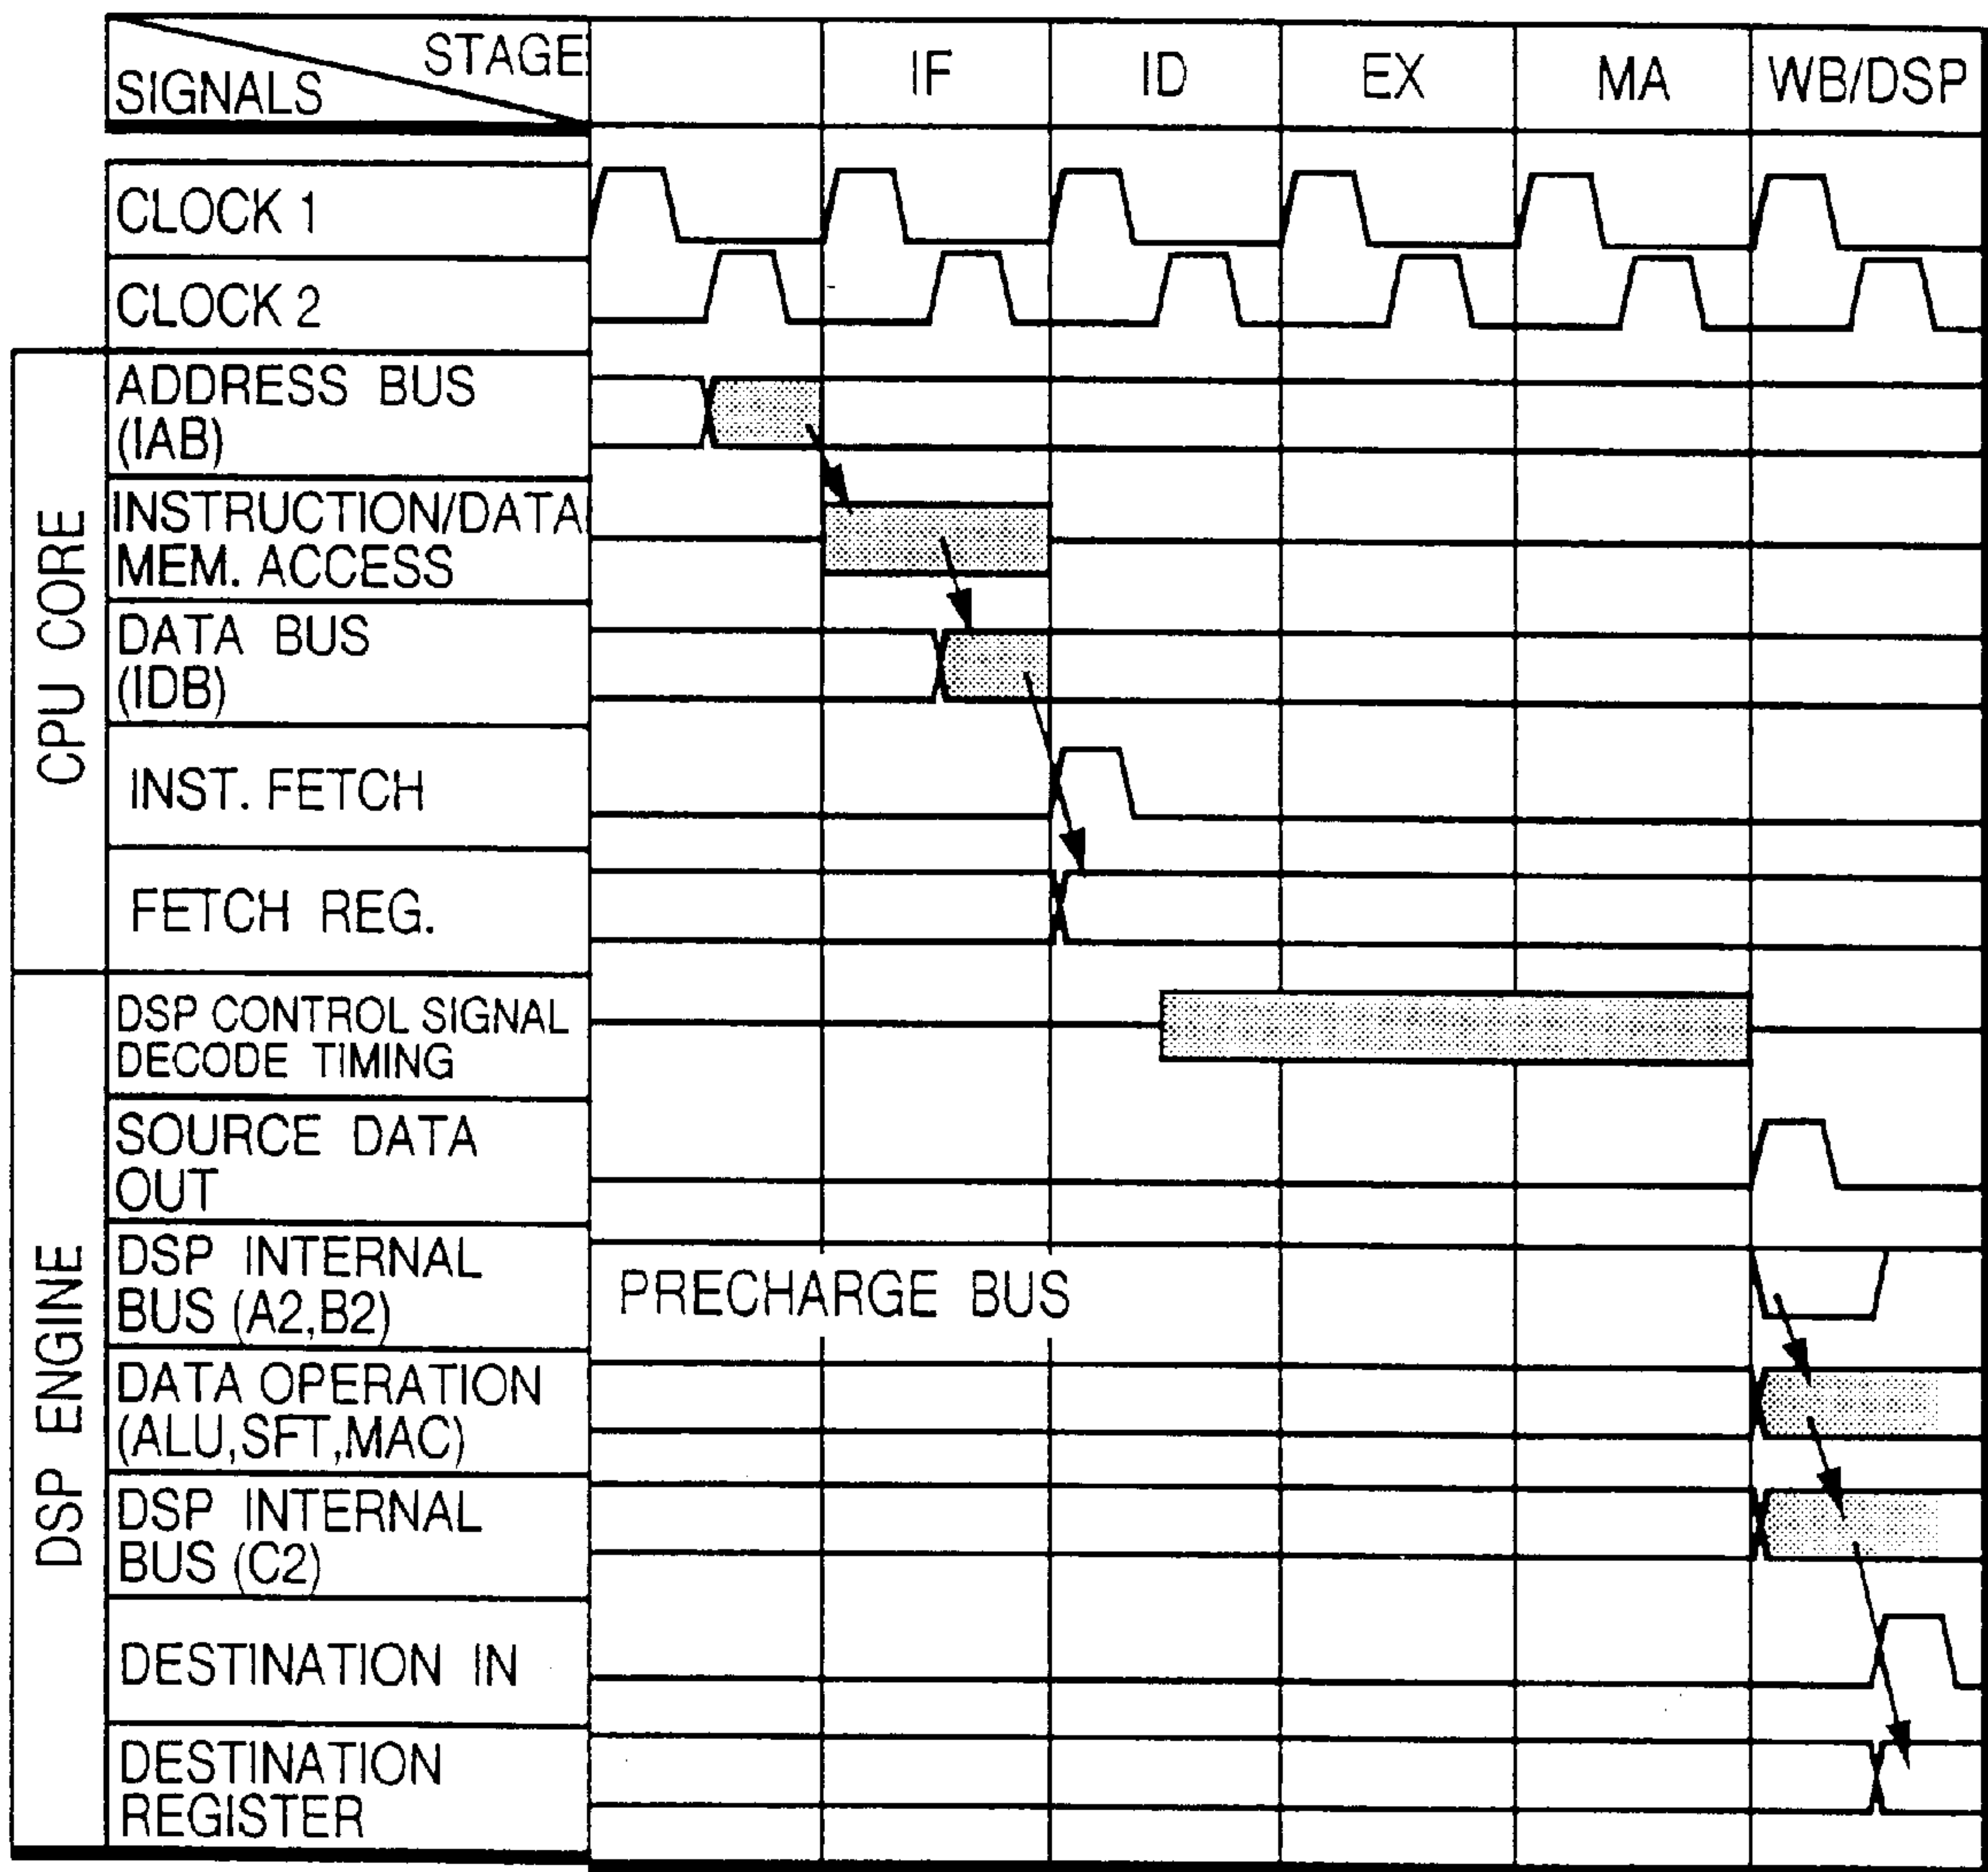 STAGE
SIGNALS
IF
ID
EX
MA
WB/DSP
CLOCK 1
CLOCK 2
CPU CORE
ADDRESS BUS
(IAB)
INSTRUCTION/DATA
MEM. ACCESS
DATA BUS
(IDB)
INST. FETCH
FETCH REG.
DSP ENGINE
DSP CONTROL SIGNAL
DECODE TIMING
SOURCE DATA
OUT
DSP INTERNAL
BUS (A2,B2)
PRECHARGE BUS
DATA OPERATION
(ALU,SFT,MAC)
DSP INTERNAL
BUS (C2)
DESTINATION IN
DESTINATION
REGISTER